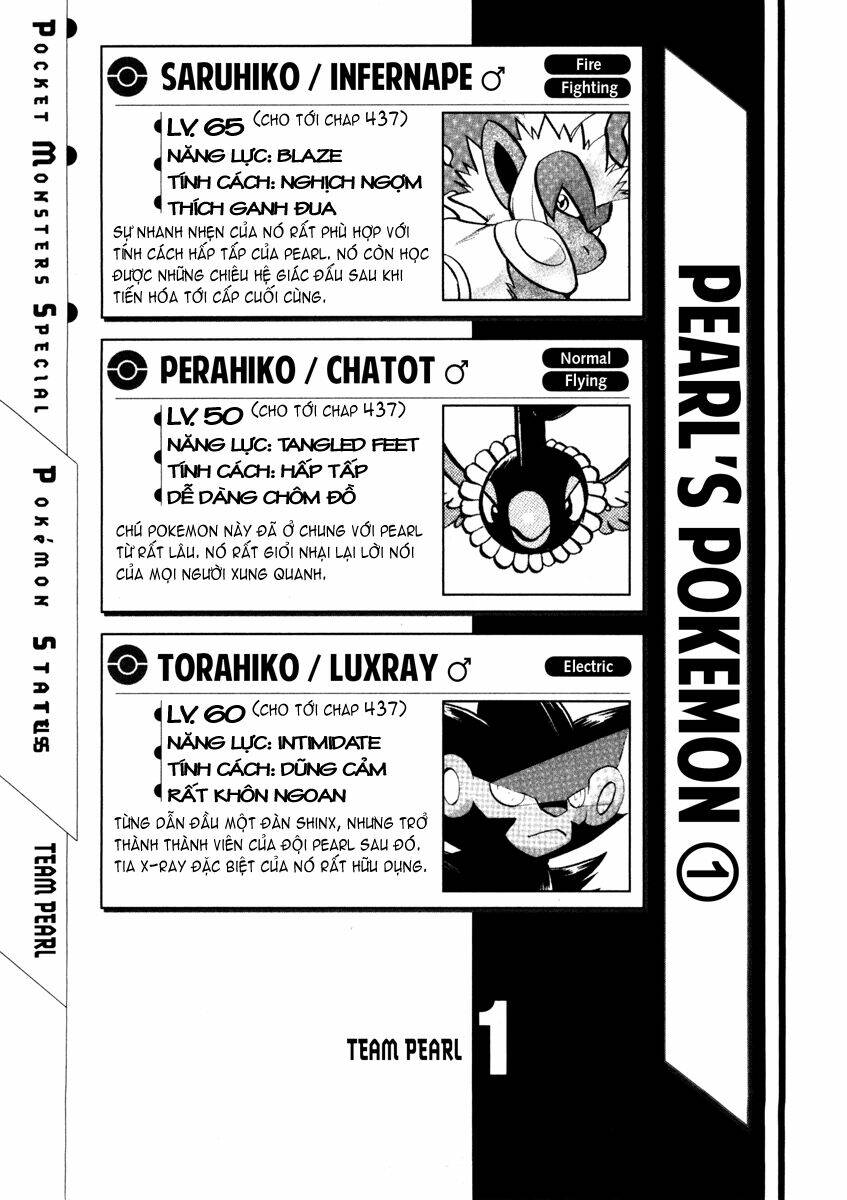 POCKET MONSTERS SPECIAL
POKéMON STATUS
TEAM PEARL
PEARL'S POKEMON ①
SARUHIKO / INFERNAPE ♂
Fire
Fighting
LV. 65 (CHO TỚI CHAP 437)
NĂNG LỰC: BLAZE
TÍNH CÁCH: NGHỊCH NGỢM
THÍCH GANH ĐUA
SỰ NHANH NHẸN CỦA NÓ RẤT PHÙ HỢP VỚI
TÍNH CÁCH HẤP TẤP CỦA PEARL. NÓ CÒN HỌC
ĐƯỢC NHỮNG CHIÊU HỆ GIÁC ĐẤU SAU KHI
TIẾN HÓA TỚI CẤP CUỐI CÙNG.
PERAHIKO / CHATOT ♂
Normal
Flying
LV. 50 (CHO TỚI CHAP 437)
NĂNG LỰC: TANGLED FEET
TÍNH CÁCH: HẤP TẤP
DỄ DÀNG CHÔM ĐỒ
CHÚ POKEMON NÀY ĐÃ Ở CHUNG VỚI PEARL
TỪ RẤT LÂU. NÓ RẤT GIỎI NHẠI LẠI LỜI NÓI
CỦA MỌI NGƯỜI XUNG QUANH.
TORAHIKO / LUXRAY ♂
Electric
LV. 60 (CHO TỚI CHAP 437)
NĂNG LỰC: INTIMIDATE
TÍNH CÁCH: DŨNG CẢM
RẤT KHÔN NGOAN
TỪNG DẪN ĐẦU MỘT ĐÀN SHINX, NHƯNG TRỞ
THÀNH THÀNH VIÊN CỦA ĐỘI PEARL SAU ĐÓ.
TIA X-RAY ĐẶC BIỆT CỦA NÓ RẤT HỮU DỤNG.
TEAM PEARL 1